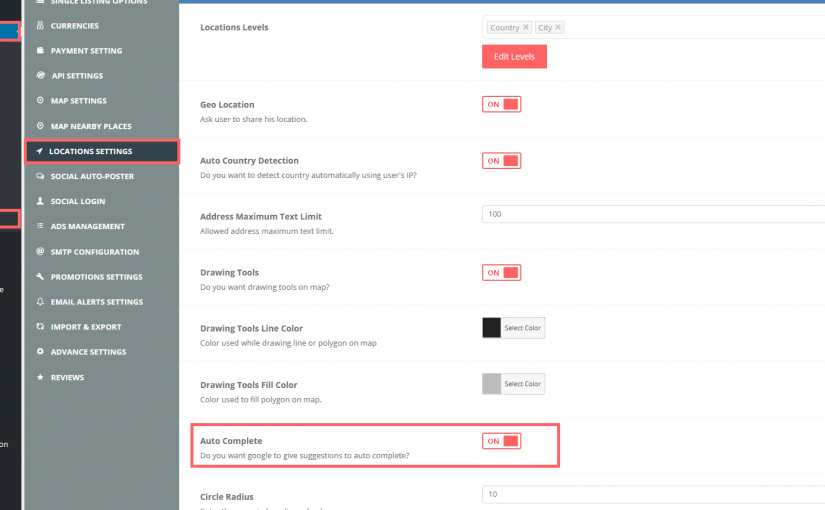 SINGLE LISTING OPTIONS
CURRENCIES
PAYMENT SETTING
API SETTINGS
MAP SETTINGS
MAP NEARBY PLACES
LOCATIONS SETTINGS
SOCIAL AUTO-POSTER
SOCIAL LOGIN
ADS MANAGEMENT
SMTP CONFIGURATION
PROMOTIONS SETTINGS
EMAIL ALERTS SETTINGS
IMPORT & EXPORT
ADVANCE SETTINGS
REVIEWS
Locations Levels
Country × City ×
Edit Levels
Geo Location
Ask user to share his location.
ON
Auto Country Detection
Do you want to detect country automatically using user's IP?
ON
Address Maximum Text Limit
Allowed address maximum text limit.
100
Drawing Tools
Do you want drawing tools on map?
ON
Drawing Tools Line Color
Color used while drawing line or polygon on map
Select Color
Drawing Tools Fill Color
Color used to fill polygon on map.
Select Color
Auto Complete
Do you want google to give suggestions to auto complete?
ON
Circle Radius
10